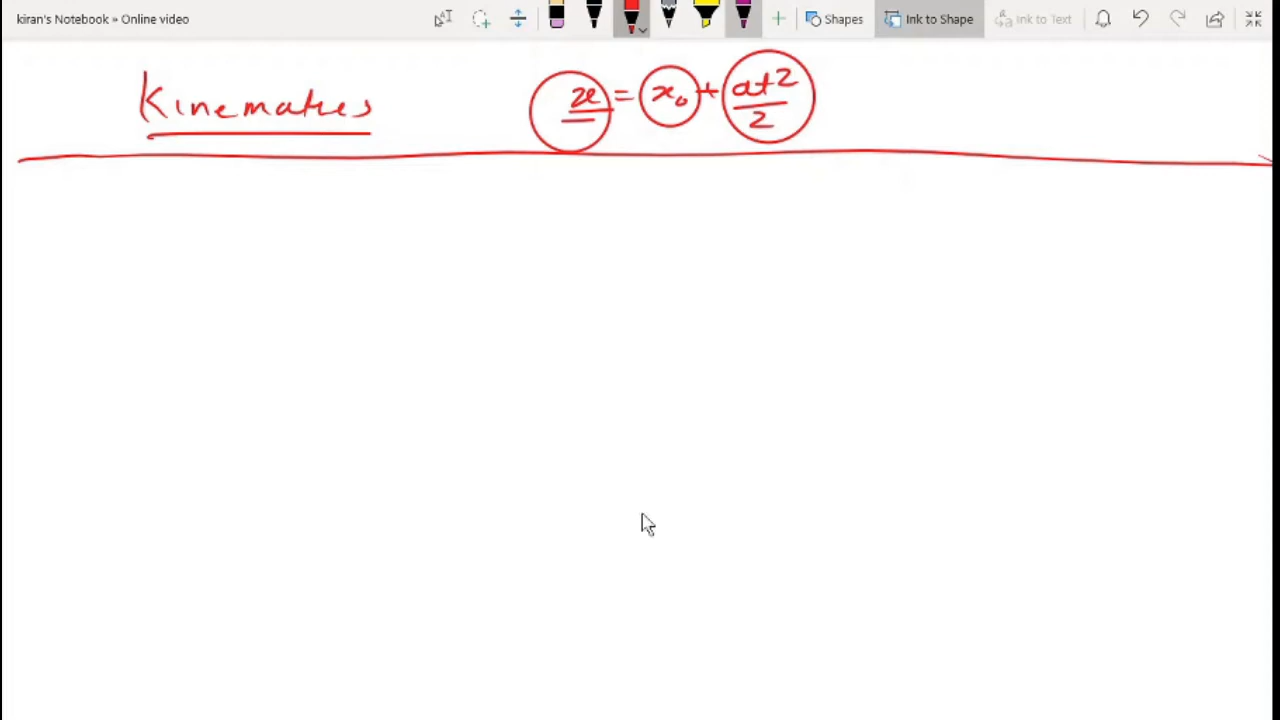 kiran's Notebook » Online video
Shapes
Ink to Shape
Ink to Text
Kinematics x = x₀ + at²/2